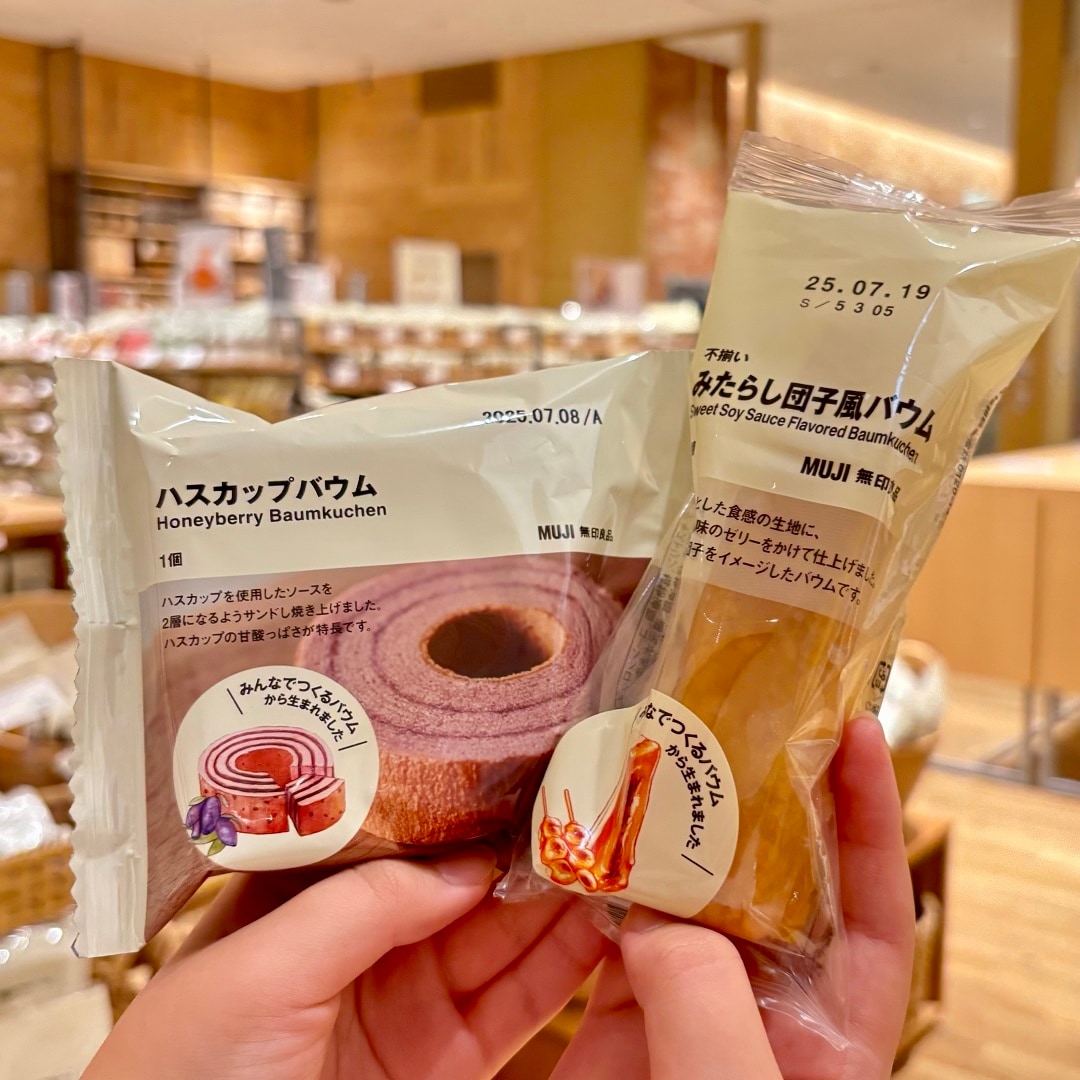 2025.07.08/A
ハスカップバウム
Honeyberry Baumkuchen
1個
MUJI 無印良品
ハスカップを使用したソースを
2層になるようサンドし焼き上げました。
ハスカップの甘酸っぱさが特長です。
みんなでつくるバウム
から生まれました
25.07.19
S/5305
不揃い
みたらし団子風バウム
Sweet Soy Sauce Flavored Baumkuchen
MUJI 無印良品
とした食感の生地に、
味のゼリーをかけて仕上げました。
団子をイメージしたバウムです。
なでつくるバウム
から生まれました